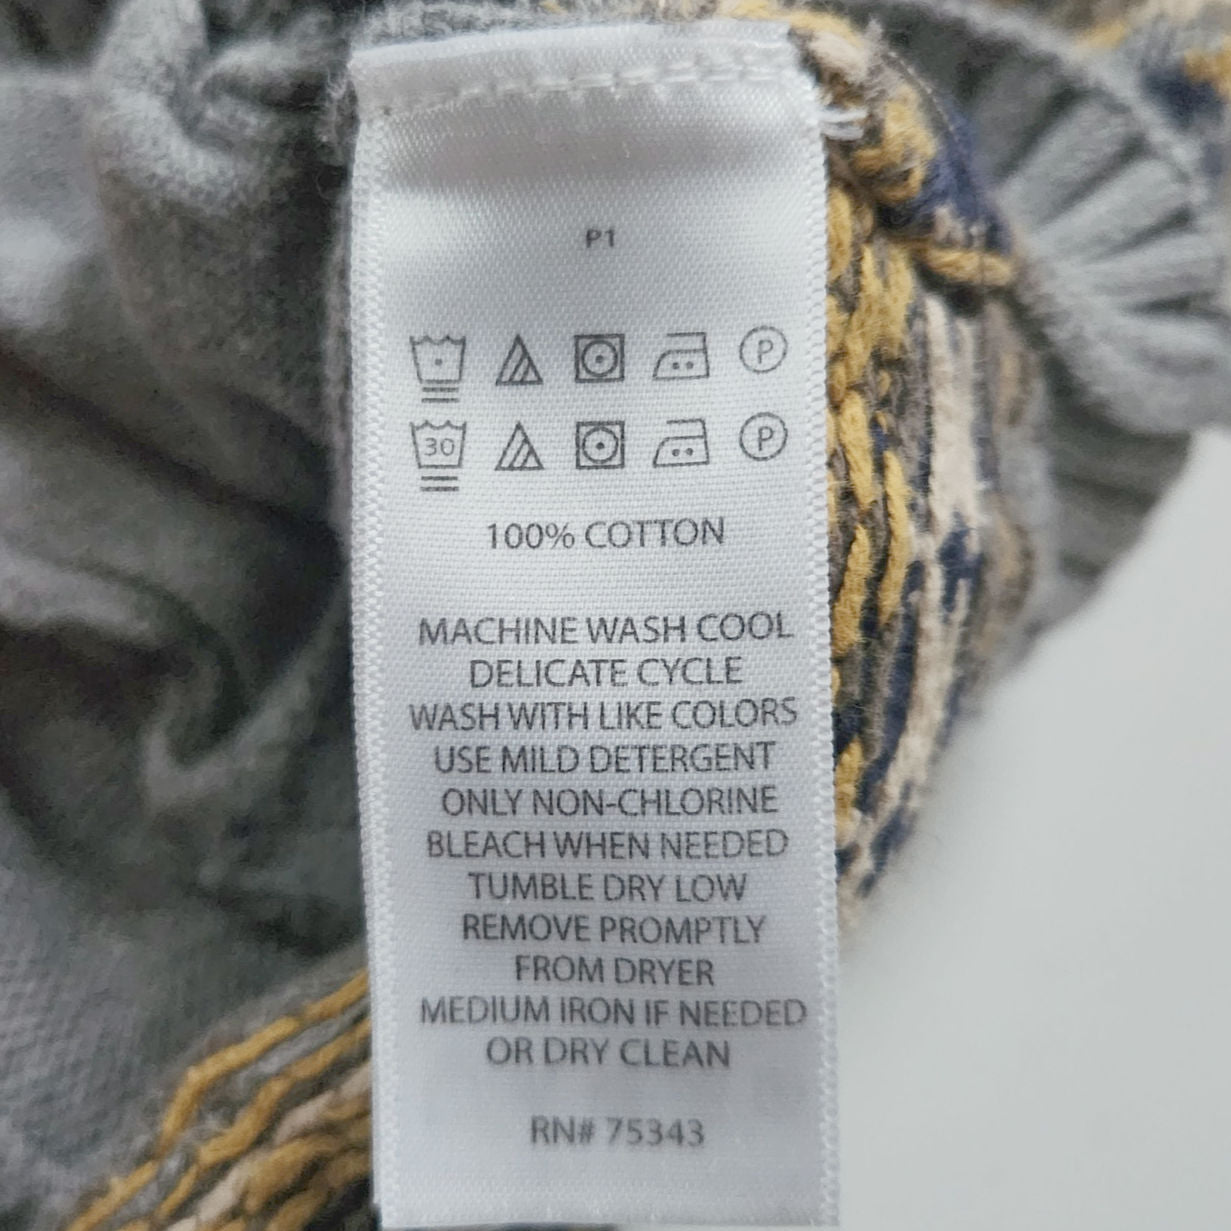 P1
P
30
P
100% COTTON
MACHINE WASH COOL
DELICATE CYCLE
WASH WITH LIKE COLORS
USE MILD DETERGENT
ONLY NON-CHLORINE
BLEACH WHEN NEEDED
TUMBLE DRY LOW
REMOVE PROMPTLY
FROM DRYER
MEDIUM IRON IF NEEDED
OR DRY CLEAN
RN# 75343